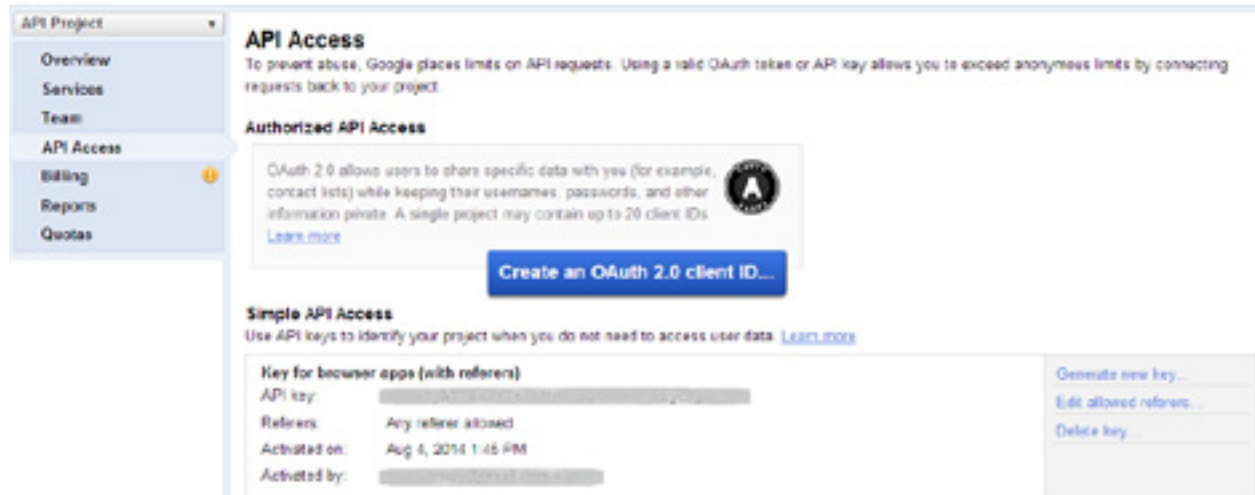 API Project
Overview
Services
Team
API Access
Billing
Reports
Quotas
API Access
To prevent abuse, Google places limits on API requests. Using a valid OAuth token or API key allows you to exceed anonymous limits by connecting
requests back to your project.
Authorized API Access
OAuth 2.0 allows users to share specific data with you (for example,
contact lists) while keeping their usernames, passwords, and other
information private. A single project may contain up to 20 client IDs.
Learn more
Create an OAuth 2.0 client ID...
Simple API Access
Use API keys to identify your project when you do not need to access user data. Learn more
Key for browser apps (with referers)
API key:
Referers: Any referer allowed
Activated on: Aug 4, 2014 1:45 PM
Activated by:
Generate new key...
Edit allowed referers...
Delete key...